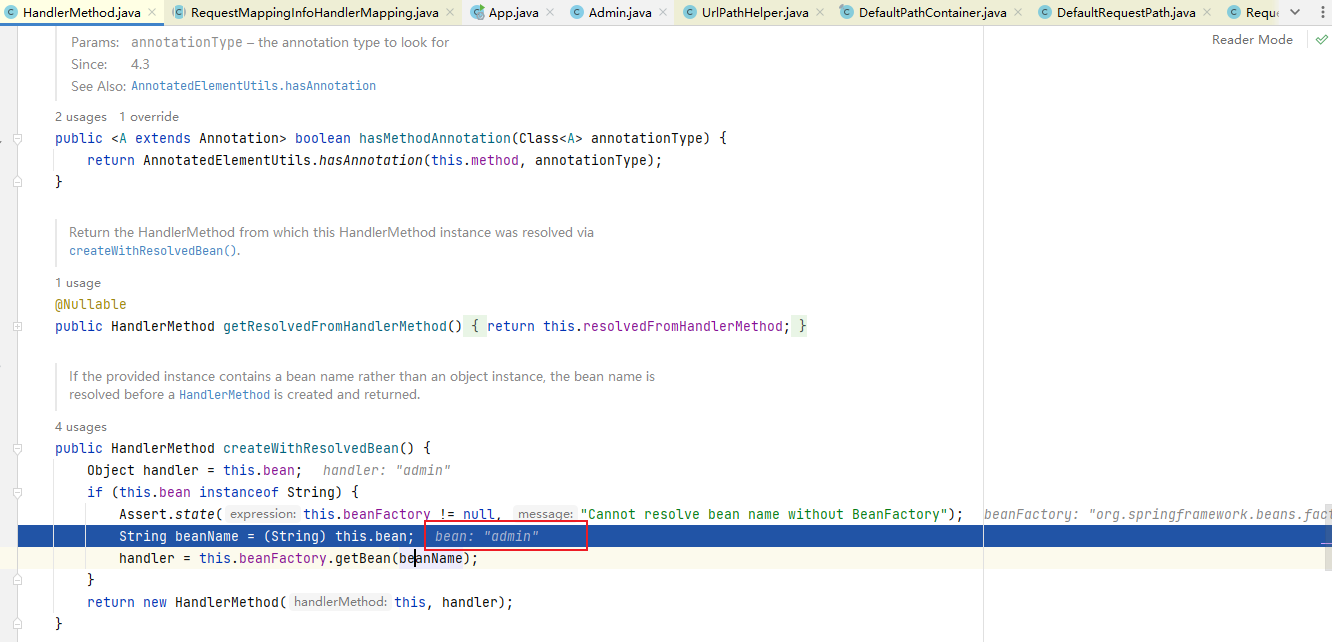 HandlerMethod.java × RequestMappingInfoHandlerMapping.java × App.java × Admin.java × UrlPathHelper.java × DefaultPathContainer.java × DefaultRequestPath.java ×
Reader Mode
Params: annotationType – the annotation type to look for
Since: 4.3
See Also: AnnotatedElementUtils.hasAnnotation
2 usages 1 override
public <A extends Annotation> boolean hasMethodAnnotation(Class<A> annotationType) {
return AnnotatedElementUtils.hasAnnotation(this.method, annotationType);
}
Return the HandlerMethod from which this HandlerMethod instance was resolved via
createWithResolvedBean().
1 usage
@Nullable
public HandlerMethod getResolvedFromHandlerMethod() { return this.resolvedFromHandlerMethod; }
If the provided instance contains a bean name rather than an object instance, the bean name is
resolved before a HandlerMethod is created and returned.
4 usages
public HandlerMethod createWithResolvedBean() {
Object handler = this.bean; handler: "admin"
if (this.bean instanceof String) {
Assert.state( expression: this.beanFactory != null, message: "Cannot resolve bean name without BeanFactory"); beanFactory: "org.springframework.beans.fact
String beanName = (String) this.bean; bean: "admin"
handler = this.beanFactory.getBean(beanName);
}
return new HandlerMethod( handlerMethod: this, handler);
}